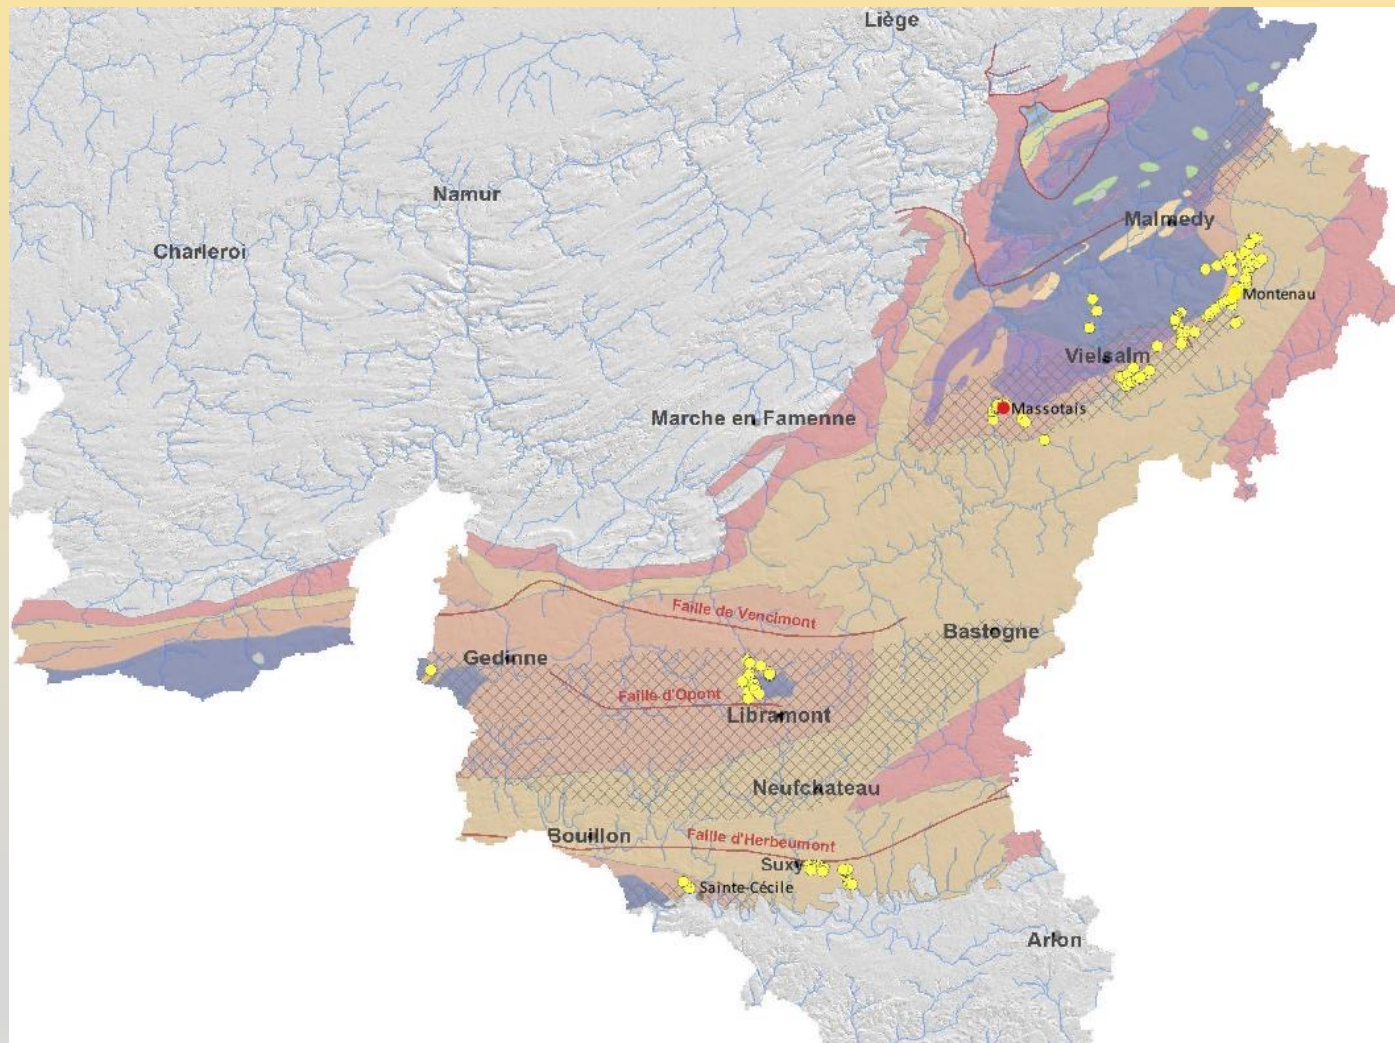 Liège
Namur
Malmedy
Charleroi
Montenau
Vielsalm
Massotais
Marche en Famenne
Faille de Vencimont
Bastogne
Gedinne
Faille d'Opont
Libramont
Neufchateau
Bouillon
Faille d'Herbeumont
Suxy
Sainte-Cécile
Arlon